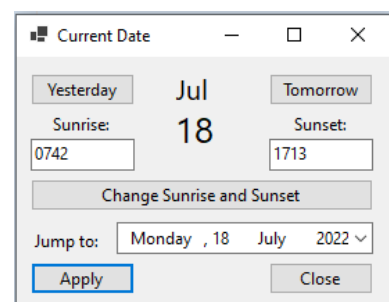 Current Date
Yesterday Jul Tomorrow
Sunrise: 18 Sunset:
0742 1713
Change Sunrise and Sunset
Jump to: Monday , 18 July 2022
Apply Close